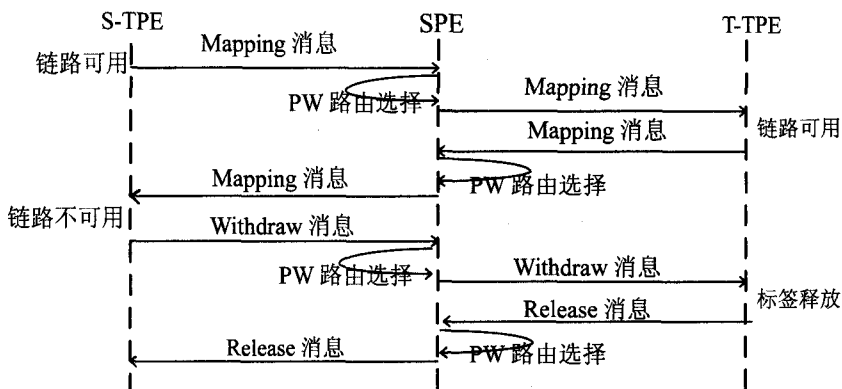 S-TPE SPE T-TPE
Mapping 消息
链路可用
PW 路由选择
Mapping 消息
Mapping 消息
链路可用
PW 路由选择
Mapping 消息
链路不可用
Withdraw 消息
PW 路由选择
Withdraw 消息
标签释放
Release 消息
PW 路由选择
Release 消息